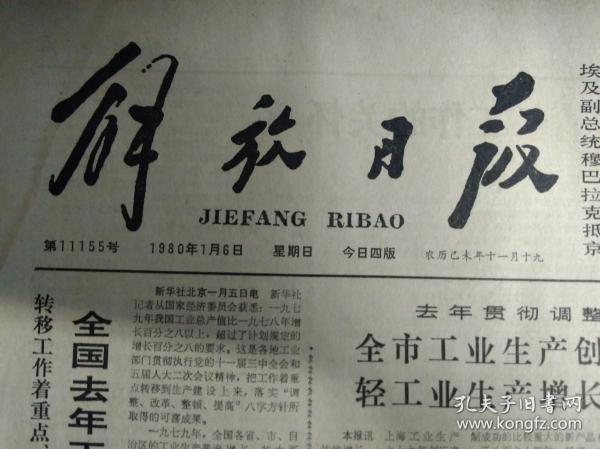 解放日报
JIEFANG RIBAO
第11155号 1980年1月6日 星期日 今日四版 农历己未年十一月十九
埃及副总统穆巴拉克抵京
转移工作着重点、
全国去年工
新华社北京一月五日电 新华社
记者从国家经济委员会获悉:一九七
九年我国工业总产值比一九七八年增
长百分之八以上,超过了计划规定的
增长百分之八的要求。这是各地工业
部门贯彻执行党的十一届三中全会和
五届人大二次会议精神,把工作着重
点转移到生产建设上来,落实“调
整、改革、整顿、提高”八字方针所
取得的可喜成果。
一九七九年,全国各省、市、自
治区的工业生产
去年贯彻调整
全市工业生产创
轻工业生产增长
本报讯 上海工业生产
制成功的比较重大的新产品
孔夫子旧书网